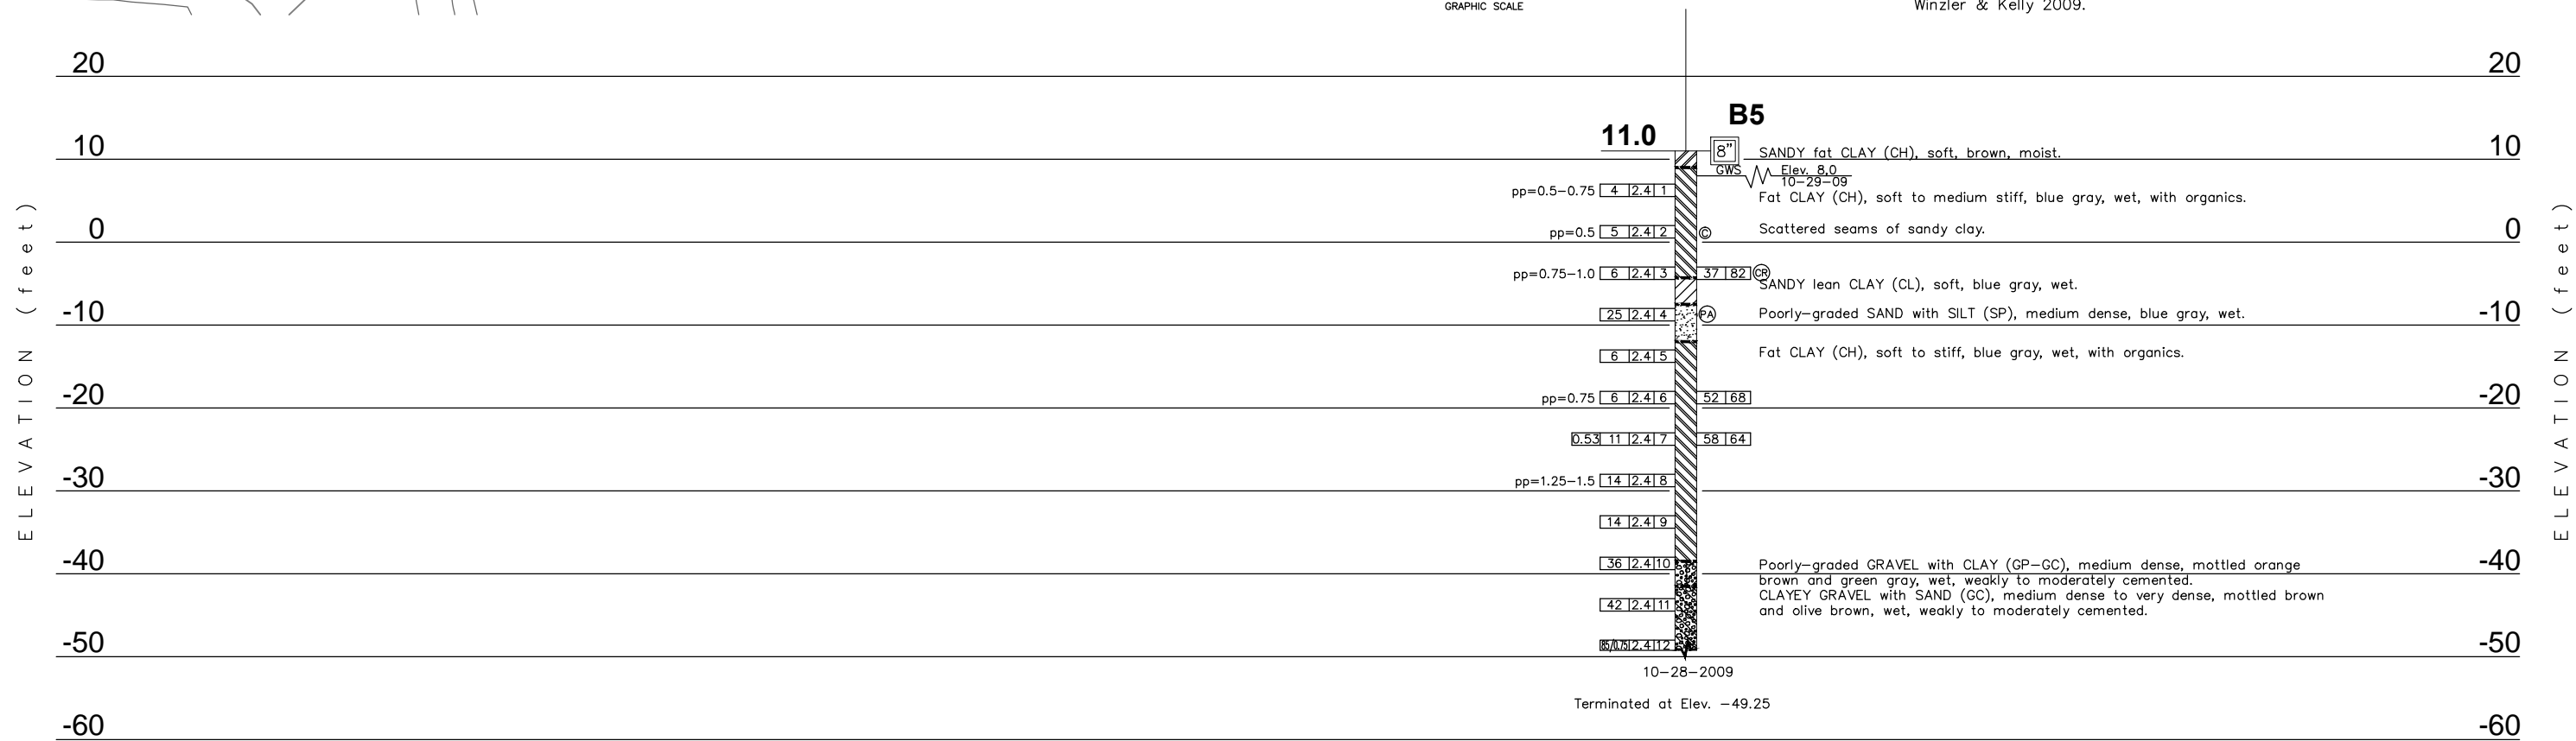 GRAPHIC SCALE
Winzler & Kelly 2009.
20 20
B5
11.0
10 10
8" SANDY fat CLAY (CH), soft, brown, moist.
GWS Elev. 8.0
10-29-09
pp=0.5-0.75 4 2.4 1
Fat CLAY (CH), soft to medium stiff, blue gray, wet, with organics.
0 0
pp=0.5 5 2.4 2 C Scattered seams of sandy clay.
pp=0.75-1.0 6 2.4 3 37 82 CR
SANDY lean CLAY (CL), soft, blue gray, wet.
-10 -10
25 2.4 4 PA Poorly-graded SAND with SILT (SP), medium dense, blue gray, wet.
6 2.4 5 Fat CLAY (CH), soft to stiff, blue gray, wet, with organics.
-20 -20
pp=0.75 6 2.4 6 52 68
0.53 11 2.4 7 58 64
-30 -30
pp=1.25-1.5 14 2.4 8
14 2.4 9
-40 -40
36 2.4 10 Poorly-graded GRAVEL with CLAY (GP-GC), medium dense, mottled orange
brown and green gray, wet, weakly to moderately cemented.
CLAYEY GRAVEL with SAND (GC), medium dense to very dense, mottled brown
42 2.4 11 and olive brown, wet, weakly to moderately cemented.
-50 -50
85/0.75 2.4 12
10-28-2009
Terminated at Elev. -49.25
-60 -60
ELEVATION (feet)
ELEVATION (feet)